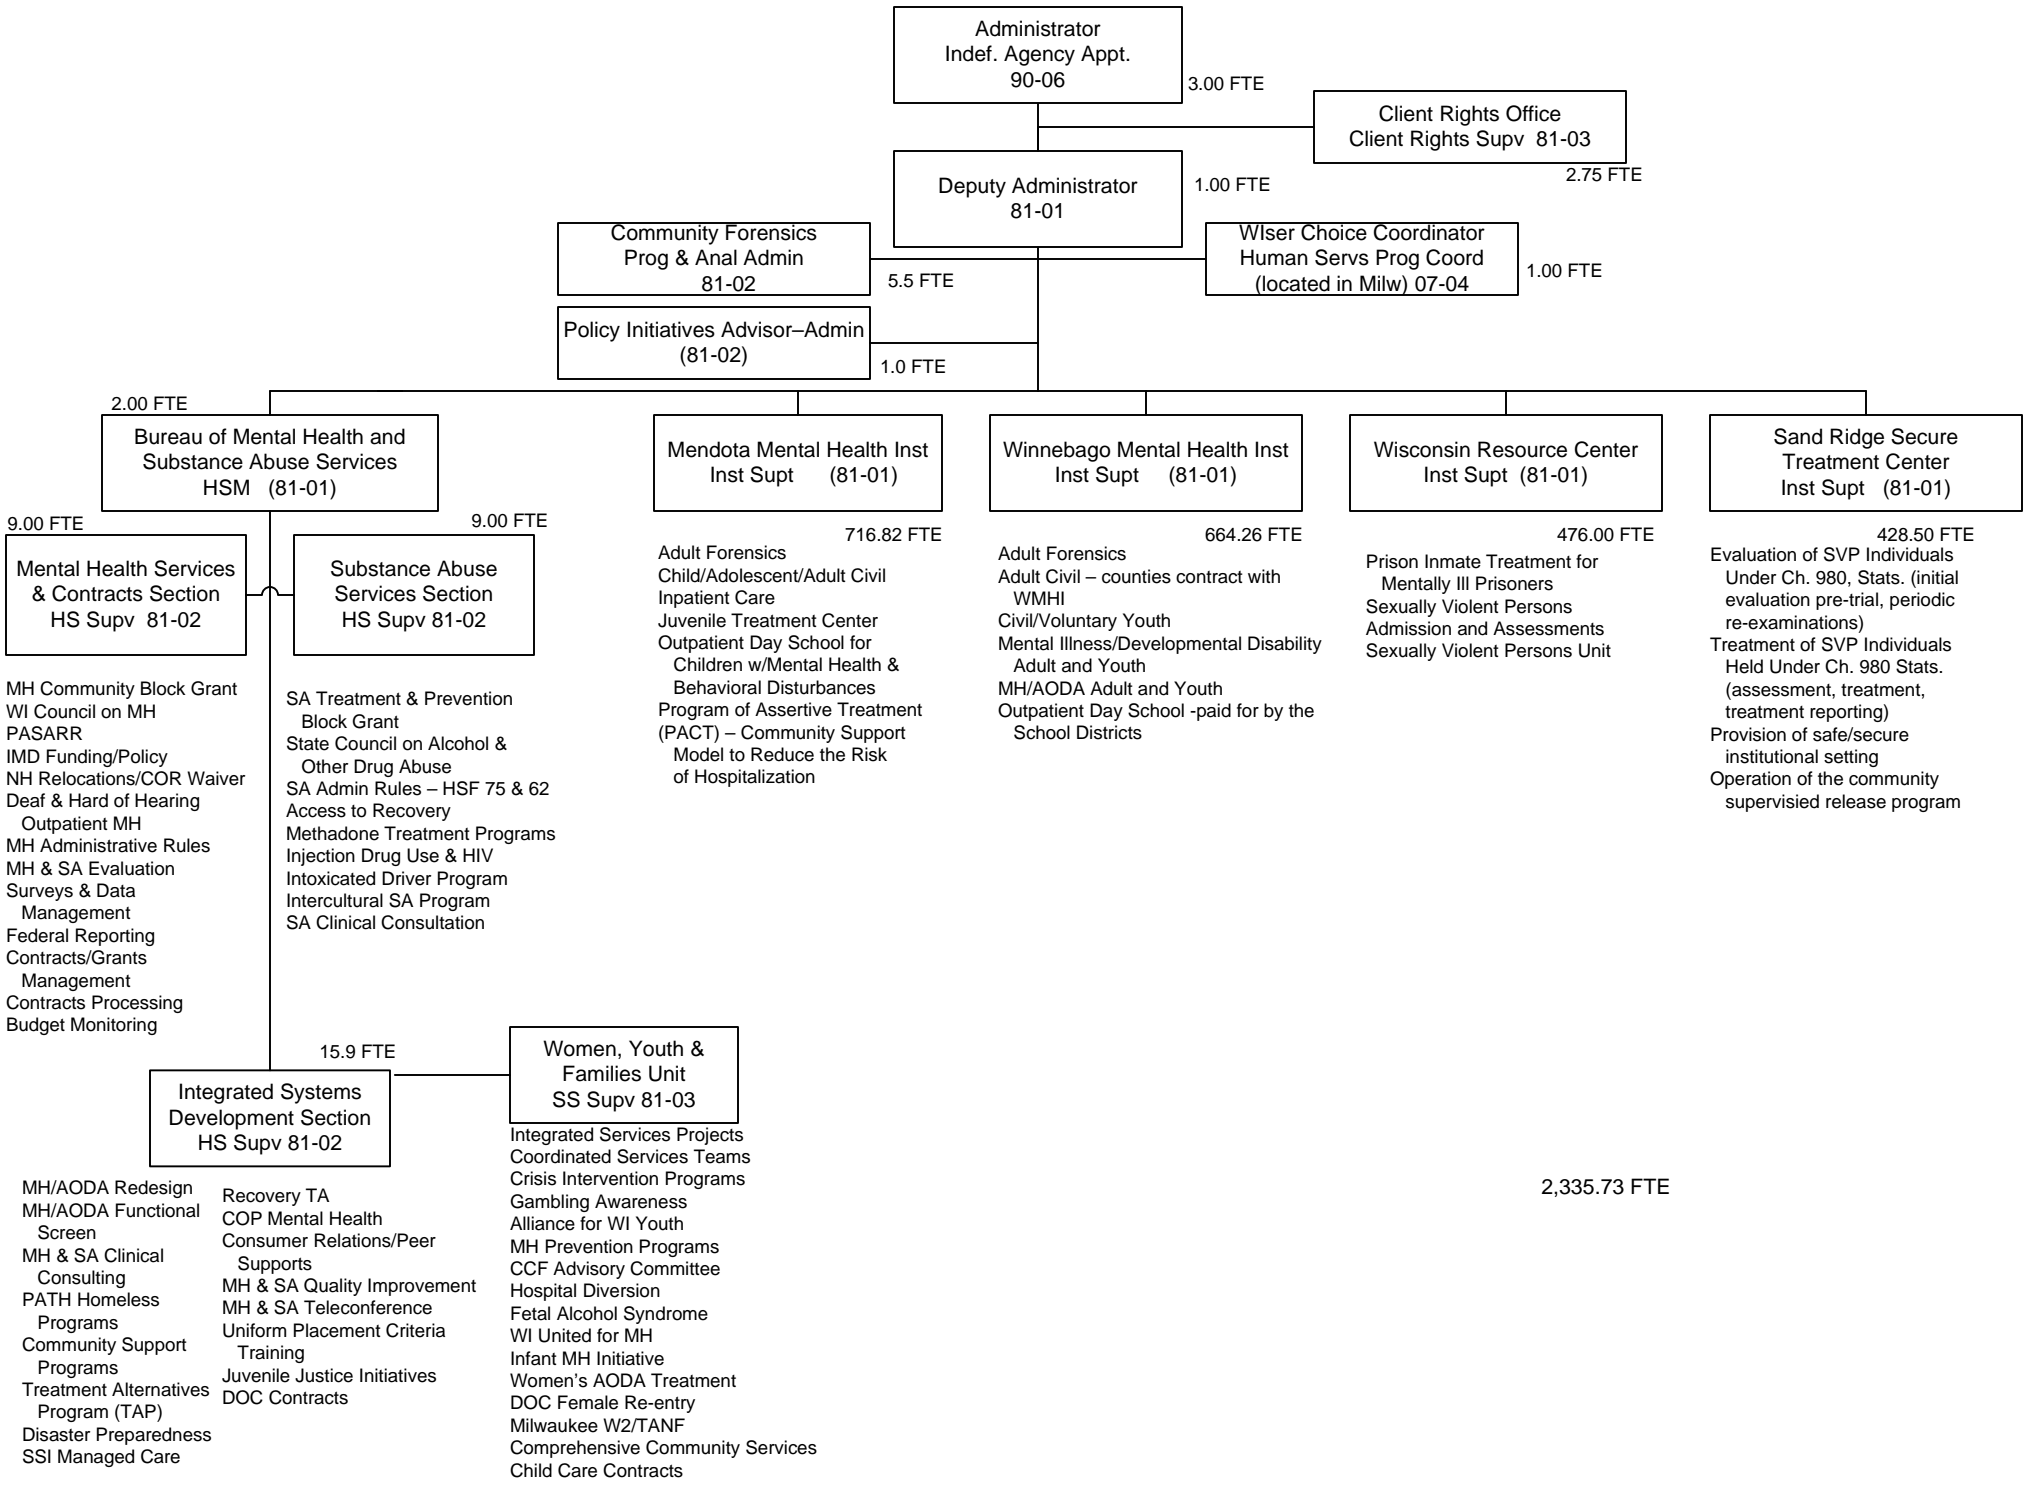 Administrator
Indef. Agency Appt.
90-06
3.00 FTE
Client Rights Office
Client Rights Supv 81-03
2.75 FTE
Deputy Administrator
81-01
1.00 FTE
Community Forensics
Prog & Anal Admin
81-02
5.5 FTE
WIser Choice Coordinator
Human Servs Prog Coord
(located in Milw) 07-04
1.00 FTE
Policy Initiatives Advisor–Admin
(81-02)
1.0 FTE
2.00 FTE
Bureau of Mental Health and
Substance Abuse Services
HSM (81-01)
9.00 FTE
Mental Health Services
& Contracts Section
HS Supv 81-02
MH Community Block Grant
WI Council on MH
PASARR
IMD Funding/Policy
NH Relocations/COR Waiver
Deaf & Hard of Hearing
Outpatient MH
MH Administrative Rules
MH & SA Evaluation
Surveys & Data
Management
Federal Reporting
Contracts/Grants
Management
Contracts Processing
Budget Monitoring
9.00 FTE
Substance Abuse
Services Section
HS Supv 81-02
SA Treatment & Prevention
Block Grant
State Council on Alcohol &
Other Drug Abuse
SA Admin Rules – HSF 75 & 62
Access to Recovery
Methadone Treatment Programs
Injection Drug Use & HIV
Intoxicated Driver Program
Intercultural SA Program
SA Clinical Consultation
Mendota Mental Health Inst
Inst Supt (81-01)
716.82 FTE
Adult Forensics
Child/Adolescent/Adult Civil
Inpatient Care
Juvenile Treatment Center
Outpatient Day School for
Children w/Mental Health &
Behavioral Disturbances
Program of Assertive Treatment
(PACT) – Community Support
Model to Reduce the Risk
of Hospitalization
Winnebago Mental Health Inst
Inst Supt (81-01)
664.26 FTE
Adult Forensics
Adult Civil – counties contract with
WMHI
Civil/Voluntary Youth
Mental Illness/Developmental Disability
Adult and Youth
MH/AODA Adult and Youth
Outpatient Day School -paid for by the
School Districts
Wisconsin Resource Center
Inst Supt (81-01)
476.00 FTE
Prison Inmate Treatment for
Mentally Ill Prisoners
Sexually Violent Persons
Admission and Assessments
Sexually Violent Persons Unit
Sand Ridge Secure
Treatment Center
Inst Supt (81-01)
428.50 FTE
Evaluation of SVP Individuals
Under Ch. 980, Stats. (initial
evaluation pre-trial, periodic
re-examinations)
Treatment of SVP Individuals
Held Under Ch. 980 Stats.
(assessment, treatment,
treatment reporting)
Provision of safe/secure
institutional setting
Operation of the community
supervisied release program
15.9 FTE
Integrated Systems
Development Section
HS Supv 81-02
MH/AODA Redesign
MH/AODA Functional
Screen
MH & SA Clinical
Consulting
PATH Homeless
Programs
Community Support
Programs
Treatment Alternatives
Program (TAP)
Disaster Preparedness
SSI Managed Care
Recovery TA
COP Mental Health
Consumer Relations/Peer
Supports
MH & SA Quality Improvement
MH & SA Teleconference
Uniform Placement Criteria
Training
Juvenile Justice Initiatives
DOC Contracts
Women, Youth &
Families Unit
SS Supv 81-03
Integrated Services Projects
Coordinated Services Teams
Crisis Intervention Programs
Gambling Awareness
Alliance for WI Youth
MH Prevention Programs
CCF Advisory Committee
Hospital Diversion
Fetal Alcohol Syndrome
WI United for MH
Infant MH Initiative
Women's AODA Treatment
DOC Female Re-entry
Milwaukee W2/TANF
Comprehensive Community Services
Child Care Contracts
2,335.73 FTE